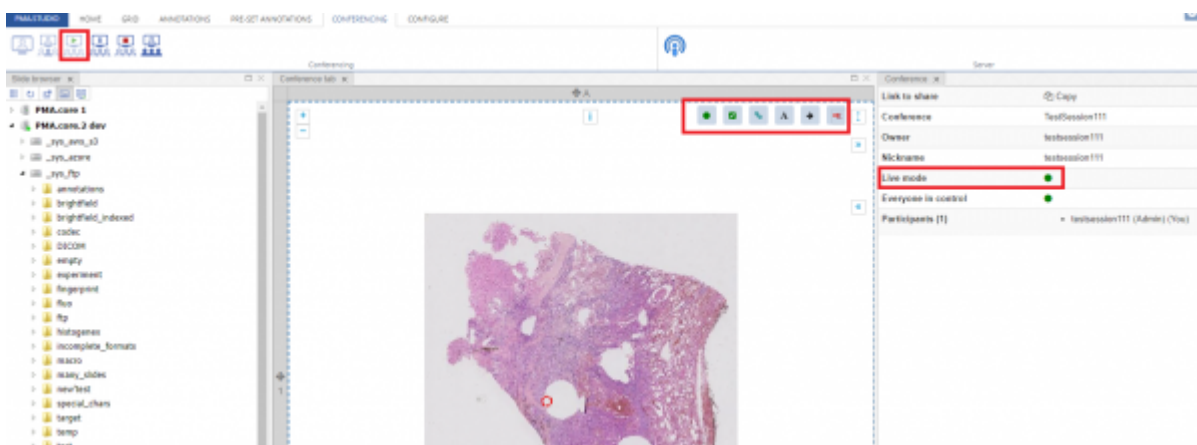 PMA.STUDIO HOME GRID ANNOTATIONS PRE-SET ANNOTATIONS CONFERENCING CONFIGURE
Conferencing
Server
Slide browser x
Conference tab x
Conference x
A
PMA.core 1
PMA.core.2 dev
_sys_aws_s3
_sys_azure
_sys_ftp
annotations
brightfield
brightfield_indexed
codec
DICOM
empty
experiment
fingerprint
fluo
ftp
histogenes
incomplete_formats
macro
many_slides
newTest
special_chars
target
temp
test
1
A
Link to share Copy
Conference TestSession111
Owner testsession111
Nickname testsession111
Live mode
Everyone in control
Participants (1) testsession111 (Admin) (You)